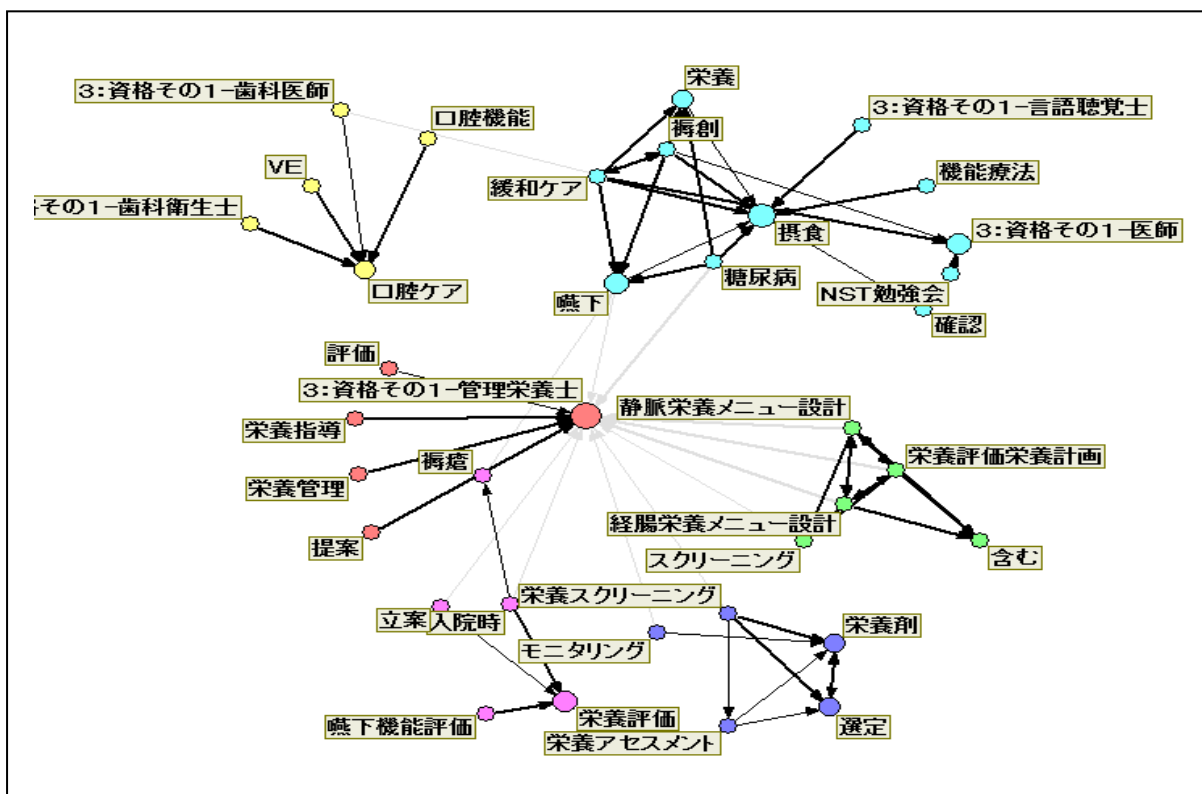 栄養
3:資格その1-歯科医師
3:資格その1-言語聴覚士
口腔機能
褥創
VE
緩和ケア
機能療法
その1-歯科衛生士
摂食
3:資格その1-医師
口腔ケア
嚥下
糖尿病
NST勉強会
確認
評価
3:資格その1-管理栄養士
静脈栄養メニュー設計
栄養指導
栄養評価栄養計画
褥瘡
栄養管理
経腸栄養メニュー設計
提案
スクリーニング
含む
栄養スクリーニング
立案
入院時
栄養剤
モニタリング
嚥下機能評価
栄養評価
選定
栄養アセスメント